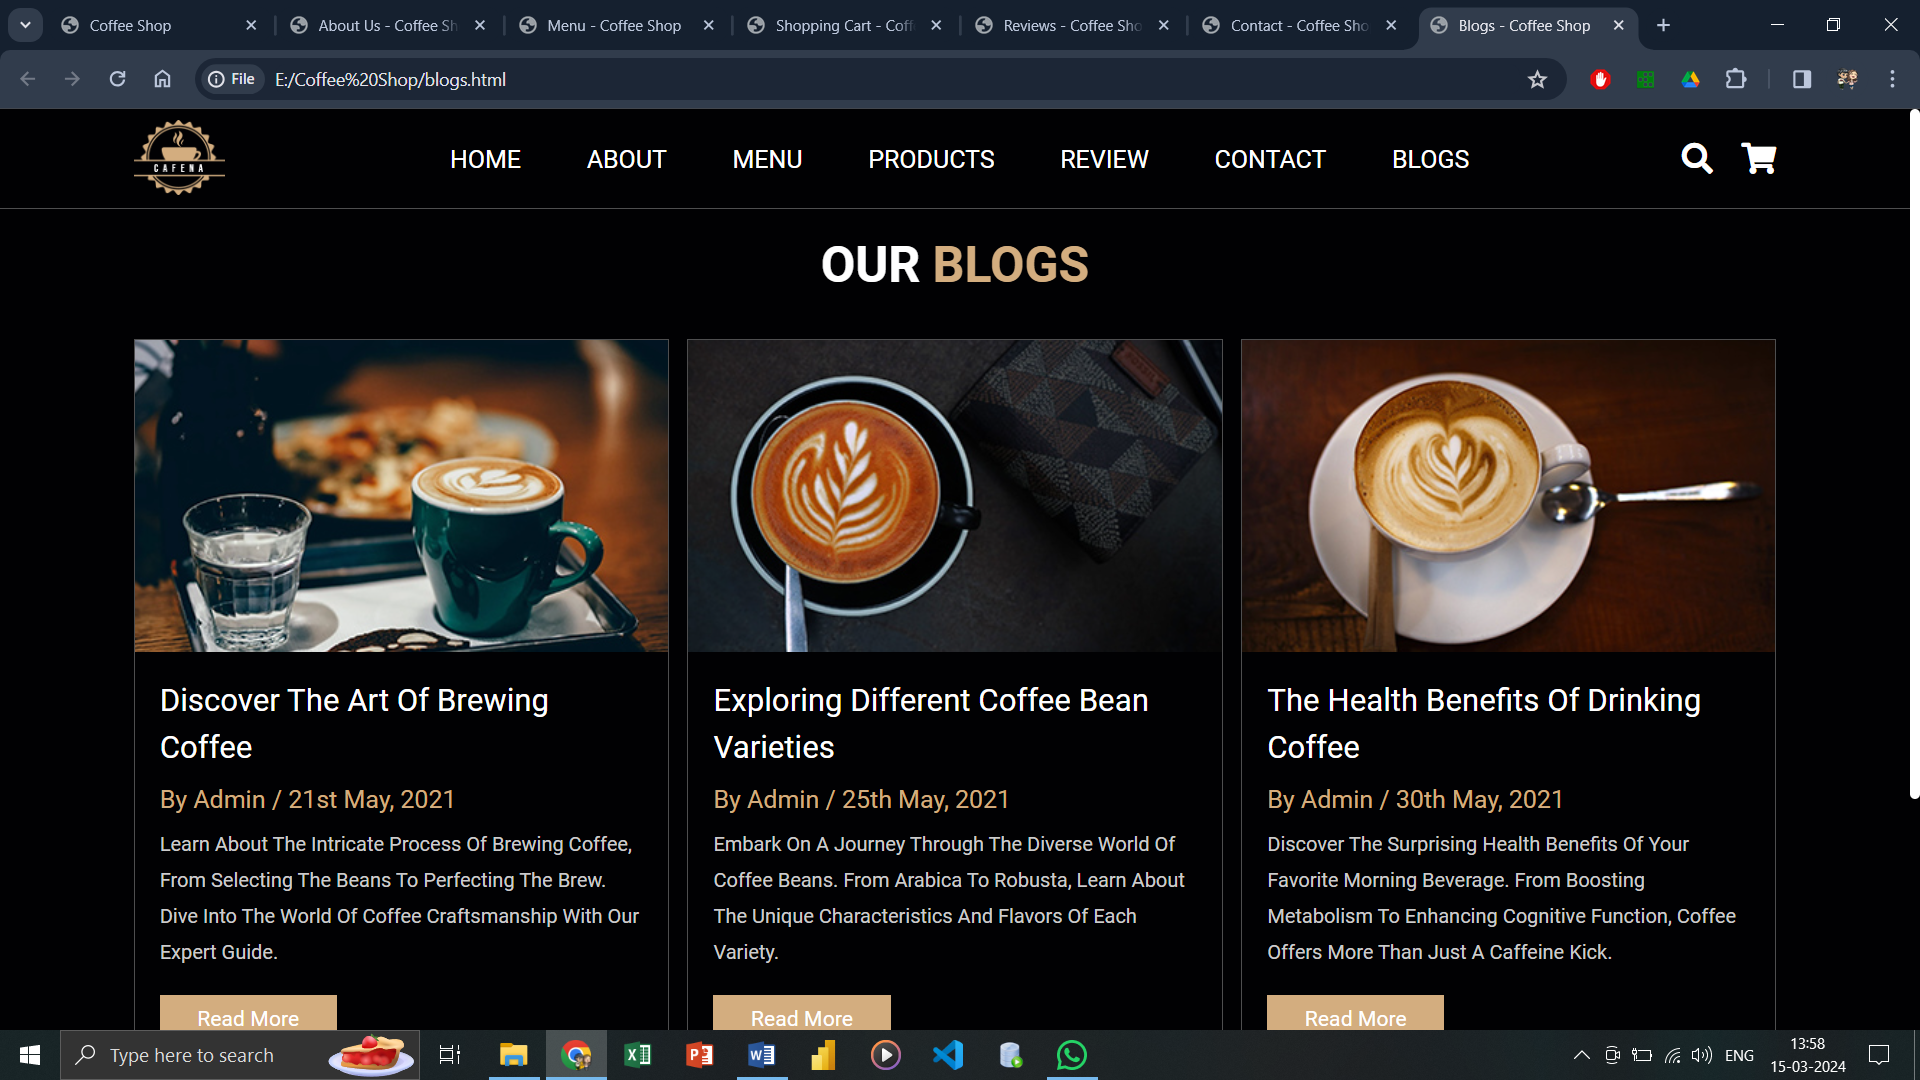 Coffee Shop
About Us - Coffee Sh
Menu - Coffee Shop
Shopping Cart - Coff
Reviews - Coffee Sho
Contact - Coffee Sho
Blogs - Coffee Shop
File
E:/Coffee%20Shop/blogs.html
CAFENA
HOME
ABOUT
MENU
PRODUCTS
REVIEW
CONTACT
BLOGS
OUR BLOGS
Discover The Art Of Brewing
Coffee
By Admin / 21st May, 2021
Learn About The Intricate Process Of Brewing Coffee,
From Selecting The Beans To Perfecting The Brew.
Dive Into The World Of Coffee Craftsmanship With Our
Expert Guide.
Read More
Exploring Different Coffee Bean
Varieties
By Admin / 25th May, 2021
Embark On A Journey Through The Diverse World Of
Coffee Beans. From Arabica To Robusta, Learn About
The Unique Characteristics And Flavors Of Each
Variety.
Read More
The Health Benefits Of Drinking
Coffee
By Admin / 30th May, 2021
Discover The Surprising Health Benefits Of Your
Favorite Morning Beverage. From Boosting
Metabolism To Enhancing Cognitive Function, Coffee
Offers More Than Just A Caffeine Kick.
Read More
Type here to search
ENG
13:58
15-03-2024